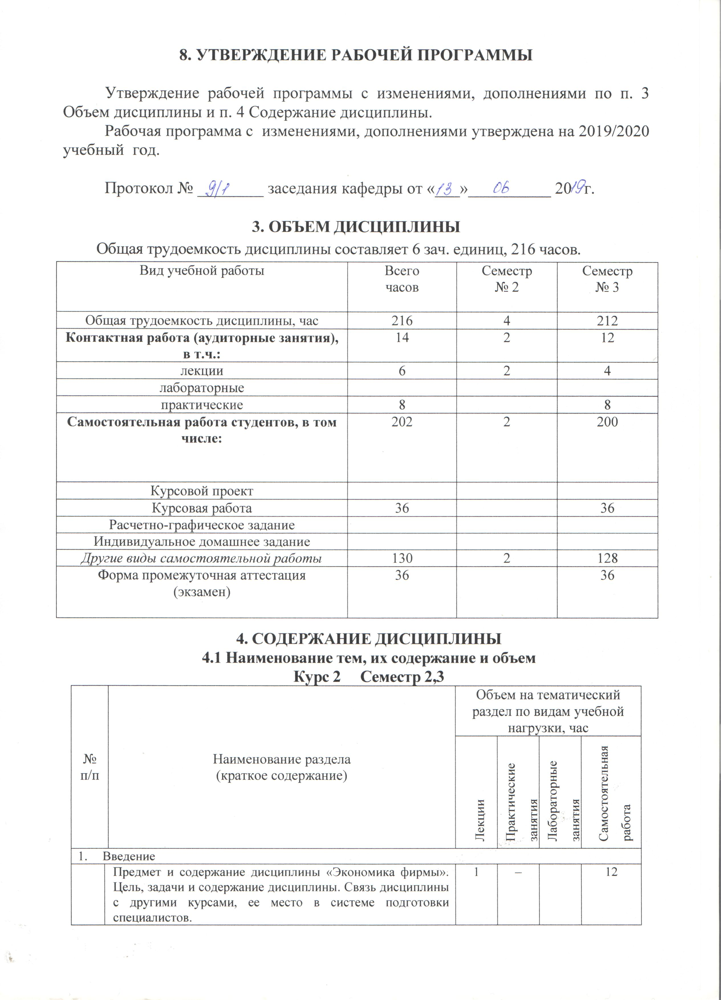 8. УТВЕРЖДЕНИЕ РАБОЧЕЙ ПРОГРАММЫ
Утверждение рабочей программы с изменениями, дополнениями по п. 3
Объем дисциплины и п. 4 Содержание дисциплины.
Рабочая программа с изменениями, дополнениями утверждена на 2019/2020
учебный год.
Протокол № 9/1 заседания кафедры от «13» 06 2019г.
3. ОБЪЕМ ДИСЦИПЛИНЫ
Общая трудоемкость дисциплины составляет 6 зач. единиц, 216 часов.
Вид учебной работы Всего Семестр Семестр
часов № 2 № 3
Общая трудоемкость дисциплины, час 216 4 212
Контактная работа (аудиторные занятия), 14 2 12
в т.ч.:
лекции 6 2 4
лабораторные
практические 8 8
Самостоятельная работа студентов, в том 202 2 200
числе:
Курсовой проект
Курсовая работа 36 36
Расчетно-графическое задание
Индивидуальное домашнее задание
Другие виды самостоятельной работы 130 2 128
Форма промежуточная аттестация 36 36
(экзамен)
4. СОДЕРЖАНИЕ ДИСЦИПЛИНЫ
4.1 Наименование тем, их содержание и объем
Курс 2 Семестр 2,3
№
п/п
Наименование раздела
(краткое содержание)
Объем на тематический
раздел по видам учебной
нагрузки, час
Лекции
Практические
занятия
Лабораторные
занятия
Самостоятельная
работа
1. Введение
Предмет и содержание дисциплины «Экономика фирмы». 1 – 12
Цель, задачи и содержание дисциплины. Связь дисциплины
с другими курсами, ее место в системе подготовки
специалистов.